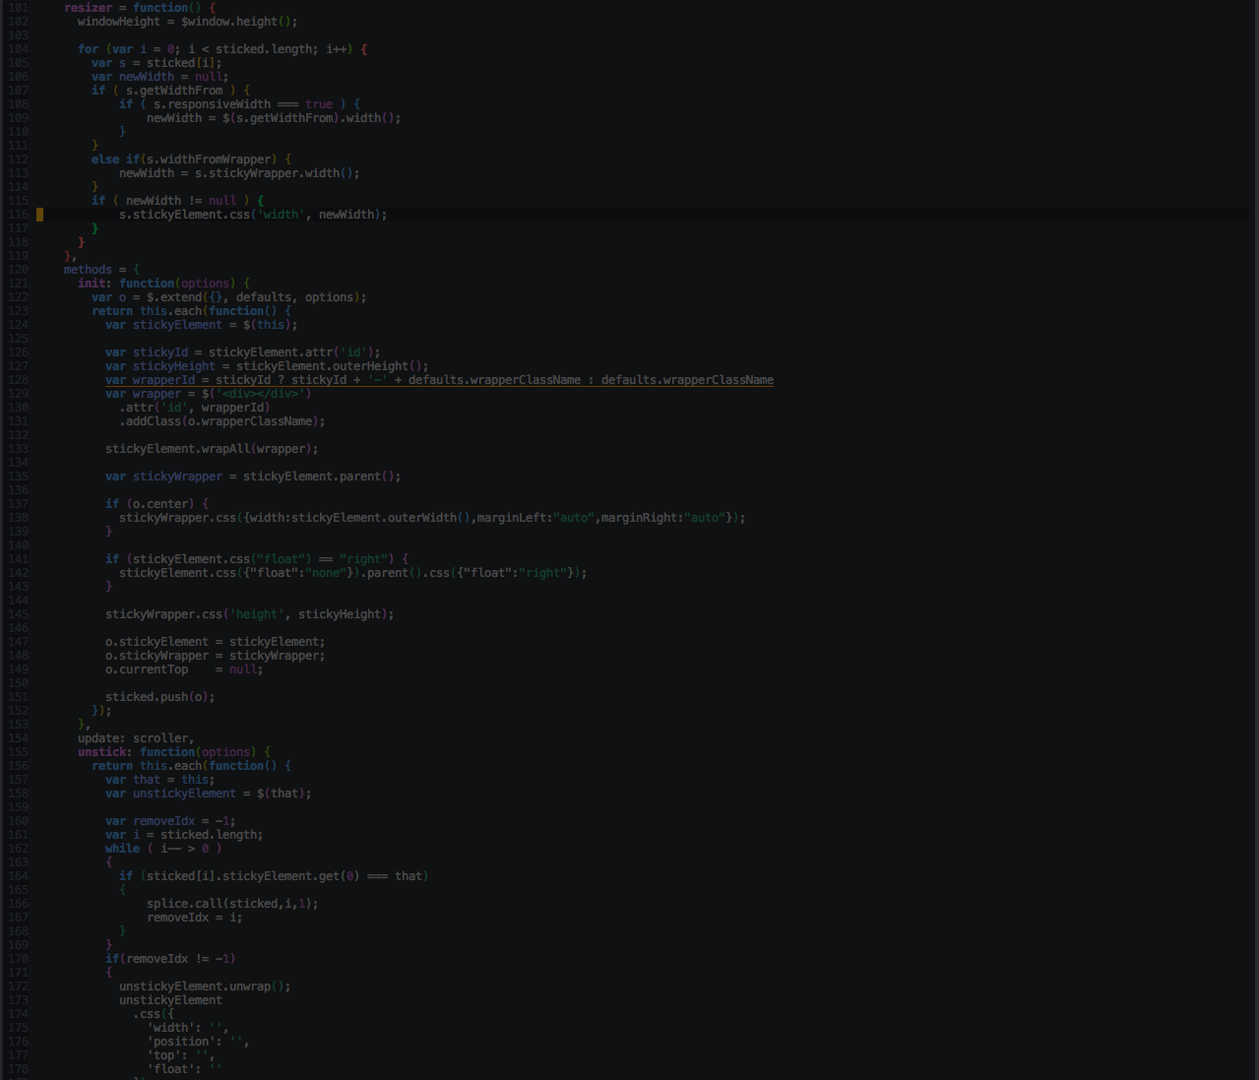 101 resizer = function() {
102 windowHeight = $window.height();
103
104 for (var i = 0; i < sticked.length; i++) {
105 var s = sticked[i];
106 var newWidth = null;
107 if ( s.getWidthFrom ) {
108 if ( s.responsiveWidth === true ) {
109 newWidth = $(s.getWidthFrom).width();
110 }
111 }
112 else if(s.widthFromWrapper) {
113 newWidth = s.stickyWrapper.width();
114 }
115 if ( newWidth != null ) {
116 s.stickyElement.css('width', newWidth);
117 }
118 }
119 },
120 methods = {
121 init: function(options) {
122 var o = $.extend({}, defaults, options);
123 return this.each(function() {
124 var stickyElement = $(this);
125
126 var stickyId = stickyElement.attr('id');
127 var stickyHeight = stickyElement.outerHeight();
128 var wrapperId = stickyId ? stickyId + '-' + defaults.wrapperClassName : defaults.wrapperClassName
129 var wrapper = $('<div></div>')
130 .attr('id', wrapperId)
131 .addClass(o.wrapperClassName);
132
133 stickyElement.wrapAll(wrapper);
134
135 var stickyWrapper = stickyElement.parent();
136
137 if (o.center) {
138 stickyWrapper.css({width:stickyElement.outerWidth(),marginLeft:"auto",marginRight:"auto"});
139 }
140
141 if (stickyElement.css("float") == "right") {
142 stickyElement.css({"float":"none"}).parent().css({"float":"right"});
143 }
144
145 stickyWrapper.css('height', stickyHeight);
146
147 o.stickyElement = stickyElement;
148 o.stickyWrapper = stickyWrapper;
149 o.currentTop = null;
150
151 sticked.push(o);
152 });
153 },
154 update: scroller,
155 unstick: function(options) {
156 return this.each(function() {
157 var that = this;
158 var unstickyElement = $(that);
159
160 var removeIdx = -1;
161 var i = sticked.length;
162 while ( i-- > 0 )
163 {
164 if (sticked[i].stickyElement.get(0) === that)
165 {
166 splice.call(sticked,i,1);
167 removeIdx = i;
168 }
169 }
170 if(removeIdx != -1)
171 {
172 unstickyElement.unwrap();
173 unstickyElement
174 .css({
175 'width': '',
176 'position': '',
177 'top': '',
178 'float': ''